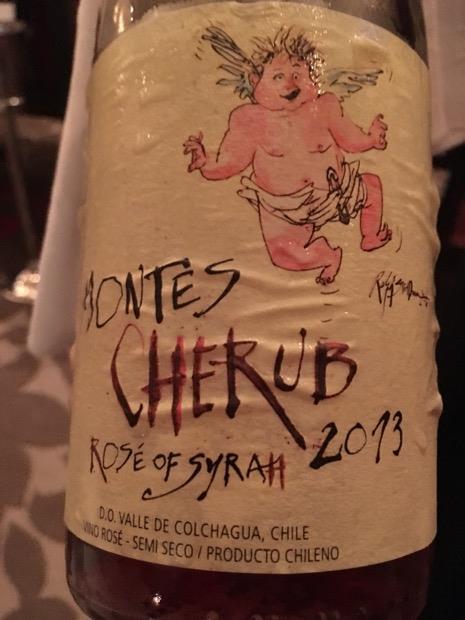 MONTES
CHERUB
2013
ROSÉ OF SYRAH
D.O. VALLE DE COLCHAGUA, CHILE
VINO ROSÉ - SEMI SECO / PRODUCTO CHILENO